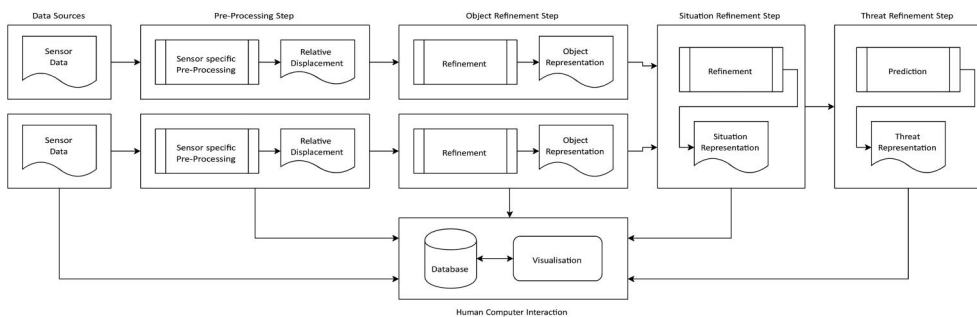 Data Sources
Pre-Processing Step
Object Refinement Step
Situation Refinement Step
Threat Refinement Step
Sensor
Data
Sensor specific
Pre-Processing
Relative
Displacement
Refinement
Object
Representation
Refinement
Situation
Representation
Prediction
Threat
Representation
Sensor
Data
Sensor specific
Pre-Processing
Relative
Displacement
Refinement
Object
Representation
Database
Visualisation
Human Computer Interaction